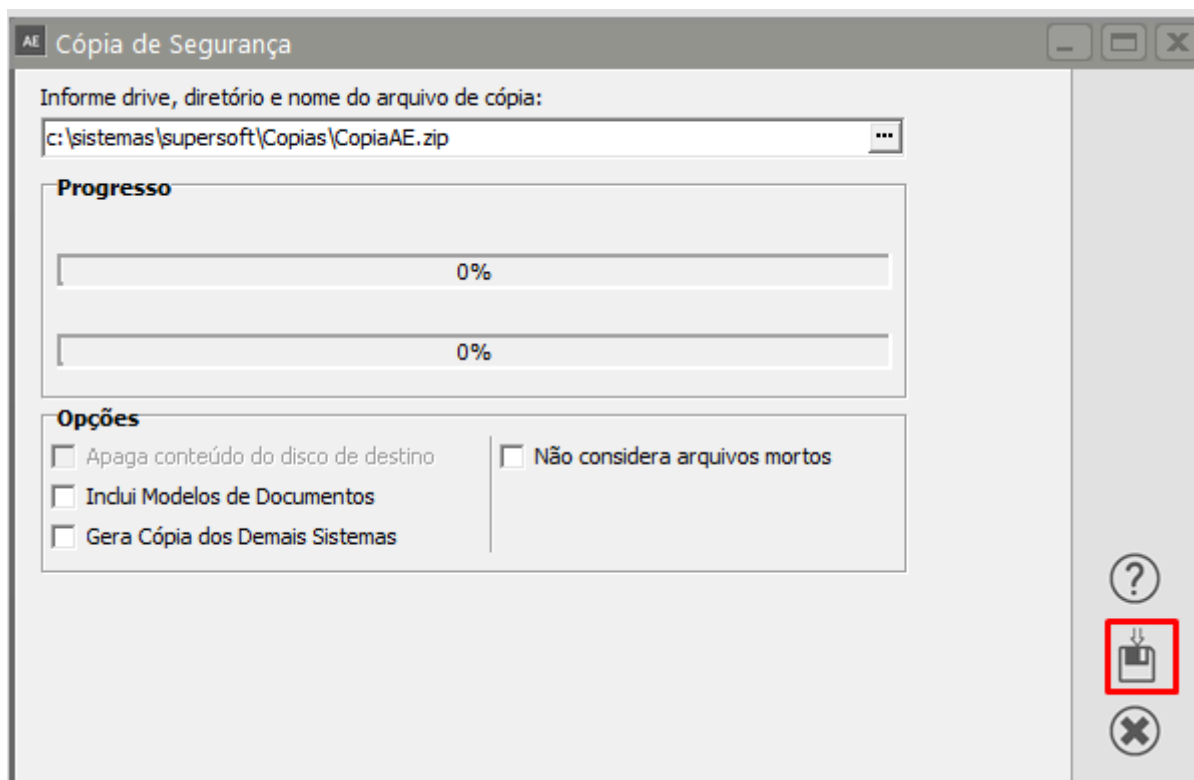 AE Cópia de Segurança
Informe drive, diretório e nome do arquivo de cópia:
c:\sistemas\supersoft\Copias\CopiaAE.zip ...
Progresso
0%
0%
Opções
Apaga conteúdo do disco de destino
Não considera arquivos mortos
Inclui Modelos de Documentos
Gera Cópia dos Demais Sistemas
?